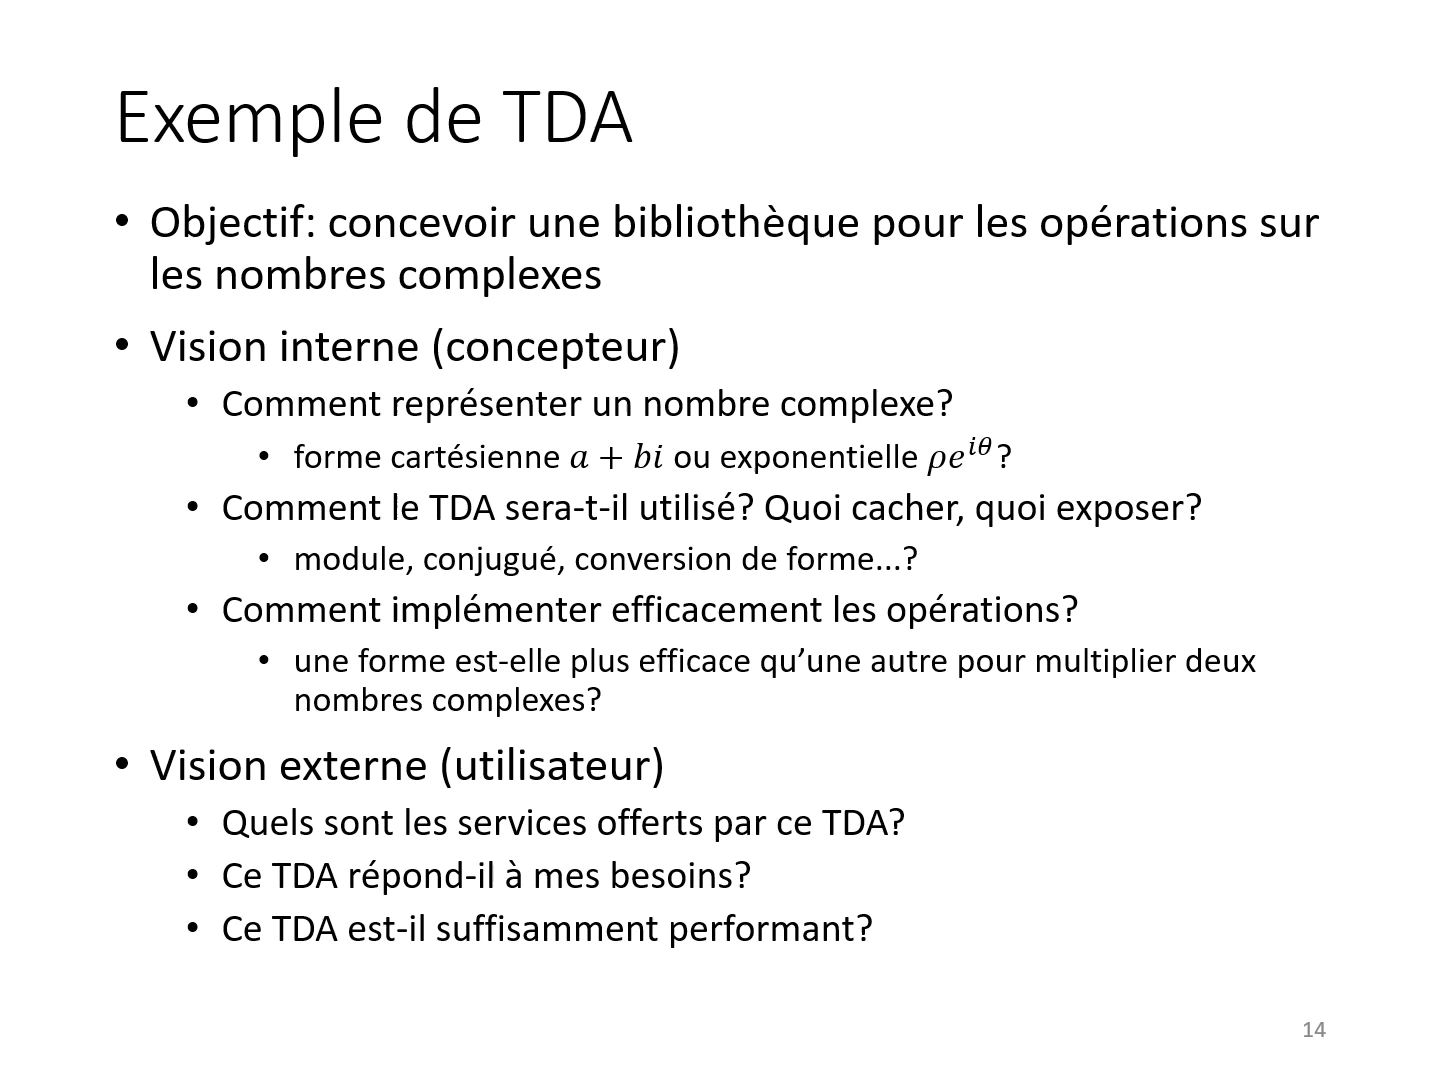 Exemple de TDA
• Objectif: concevoir une bibliothèque pour les opérations sur
les nombres complexes
• Vision interne (concepteur)
• Comment représenter un nombre complexe?
• forme cartésienne 𝑎 + 𝑏𝑖 ou exponentielle 𝜌𝑒^{𝑖𝜃}?
• Comment le TDA sera-t-il utilisé? Quoi cacher, quoi exposer?
• module, conjugué, conversion de forme...?
• Comment implémenter efficacement les opérations?
• une forme est-elle plus efficace qu’une autre pour multiplier deux
nombres complexes?
• Vision externe (utilisateur)
• Quels sont les services offerts par ce TDA?
• Ce TDA répond-il à mes besoins?
• Ce TDA est-il suffisamment performant?
14